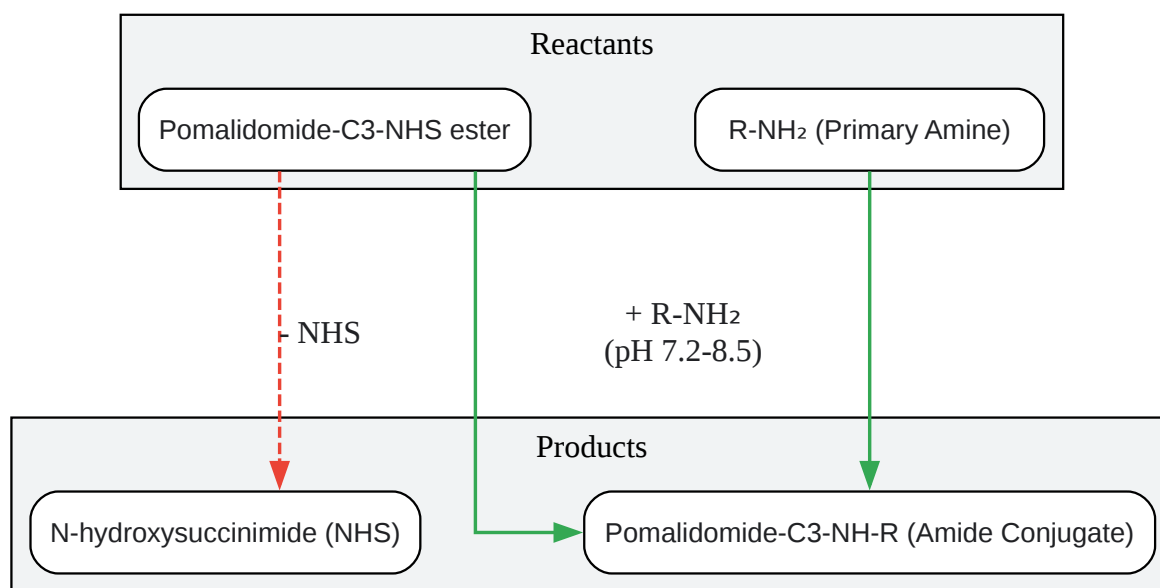 Reactants
Pomalidomide-C3-NHS ester
R-NH₂ (Primary Amine)
- NHS
+ R-NH₂
(pH 7.2-8.5)
Products
N-hydroxysuccinimide (NHS)
Pomalidomide-C3-NH-R (Amide Conjugate)